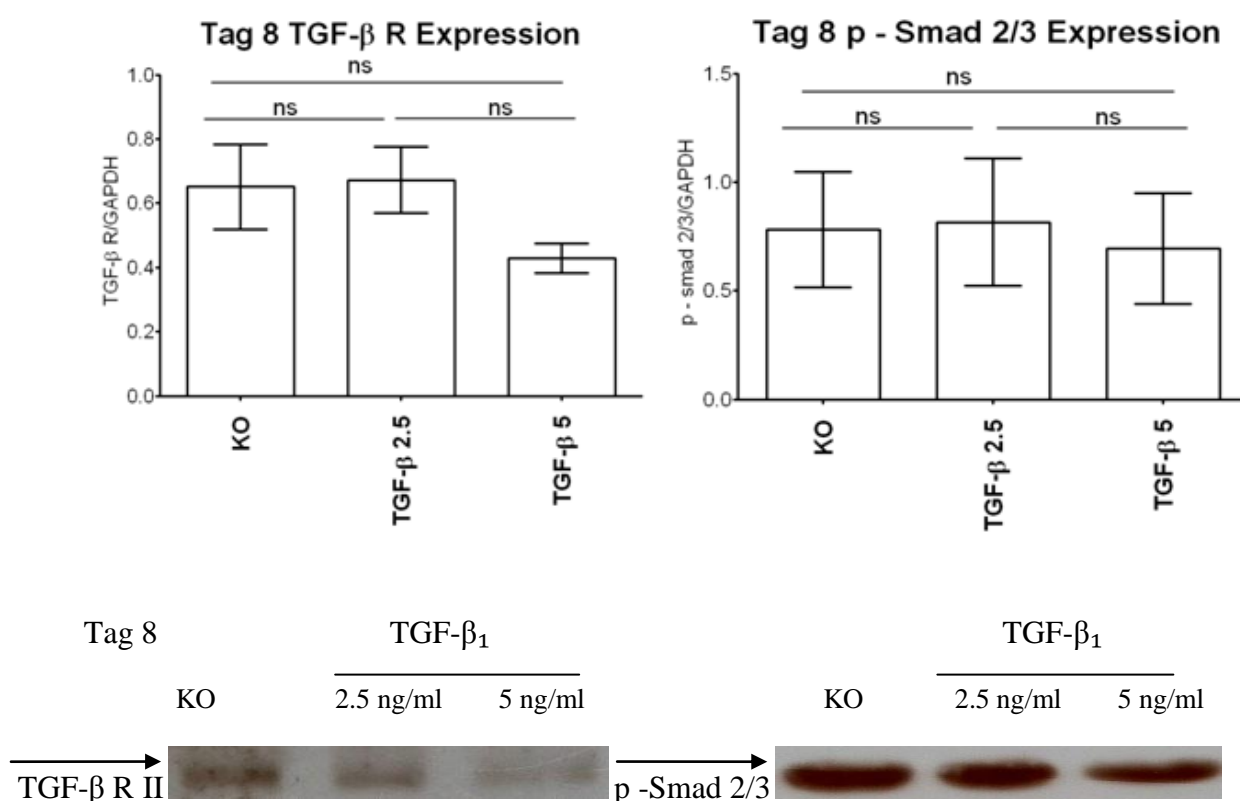 Tag 8 TGF-β R Expression
ns
ns
ns
1.0
0.8
0.6
0.4
0.2
0.0
TGF-β R/GAPDH
KO
TGF-β 2.5
TGF-β 5
Tag 8 p - Smad 2/3 Expression
ns
ns
ns
1.5
1.0
0.5
0.0
p - smad 2/3/GAPDH
KO
TGF-β 2.5
TGF-β 5
Tag 8
TGF-β₁
TGF-β₁
KO
2.5 ng/ml
5 ng/ml
KO
2.5 ng/ml
5 ng/ml
TGF-β R II
p -Smad 2/3